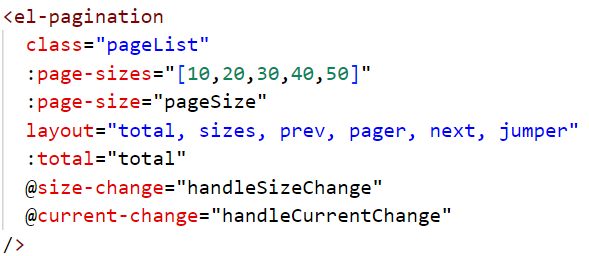 <el-pagination
class="pageList"
:page-sizes="[10,20,30,40,50]"
:page-size="pageSize"
layout="total, sizes, prev, pager, next, jumper"
:total="total"
@size-change="handleSizeChange"
@current-change="handleCurrentChange"
/>